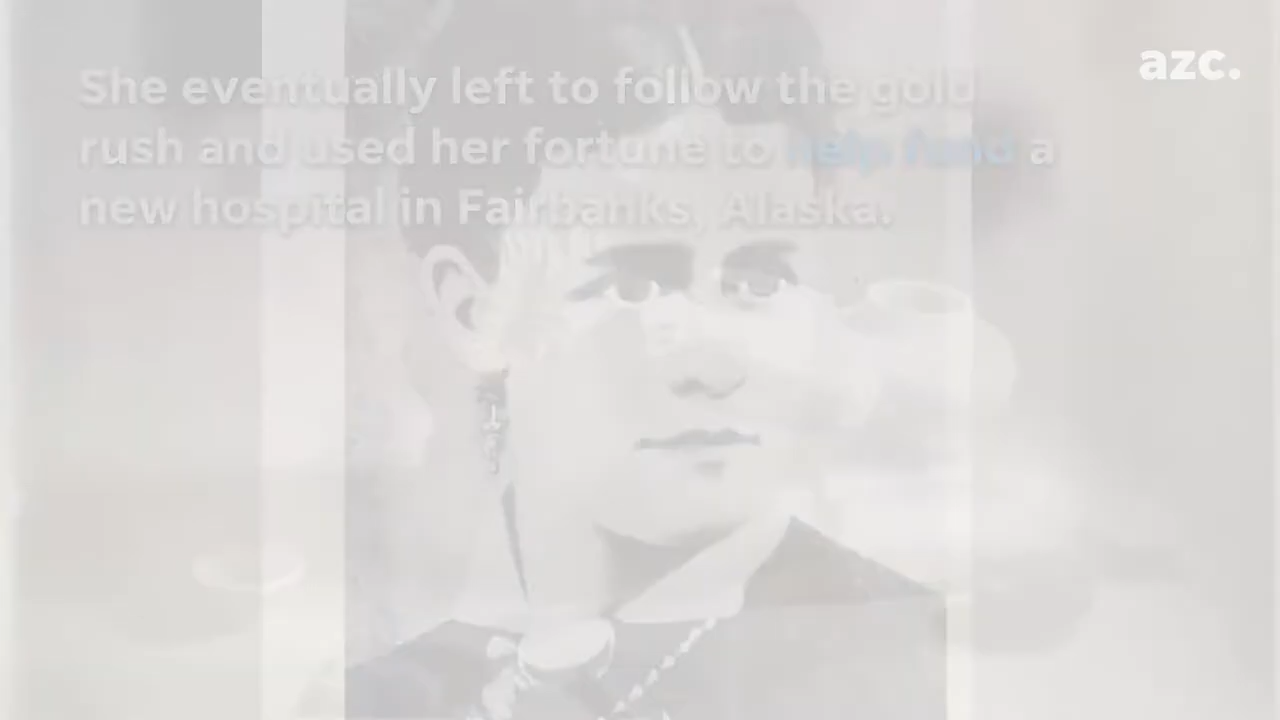 azc.
She eventually left to follow the gold
rush and used her fortune to help fund a
new hospital in Fairbanks, Alaska.